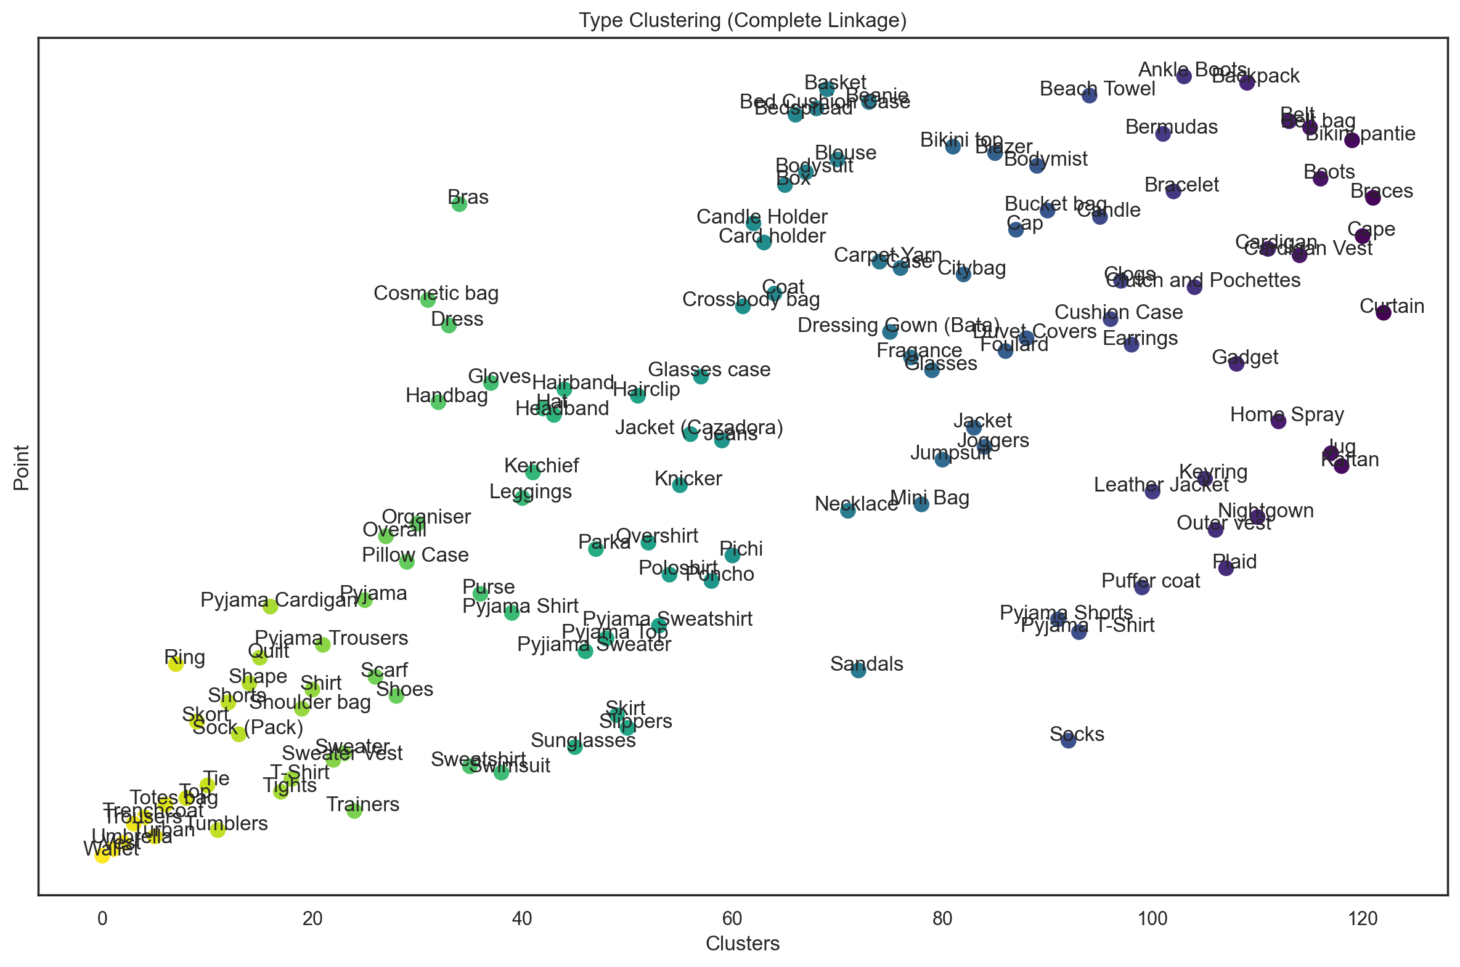 Type Clustering (Complete Linkage)
Ankle Boots
Backpack
Basket
Beach Towel
Beanie
Bed Cushion Case
Bedspread
Belt
Belt bag
Bermudas
Bikini pantie
Bikini top
Blazer
Blouse
Bodymist
Bodysuit
Boots
Box
Bracelet
Braces
Bras
Bucket bag
Candle
Candle Holder
Cap
Cape
Card holder
Cardigan
Cardigan Vest
Carpet Yarn
Case
Citybag
Clogs
Clutch and Pochettes
Coat
Cosmetic bag
Crossbody bag
Curtain
Cushion Case
Dress
Dressing Gown (Bata)
Duvet Covers
Earrings
Foulard
Fragance
Gadget
Glasses
Glasses case
Gloves
Hairband
Hairclip
Handbag
Hat
Headband
Home Spray
Jacket
Jacket (Cazadora)
Jeans
Joggers
Jug
Jumpsuit
Kaftan
Kerchief
Keyring
Knicker
Leather Jacket
Leggings
Mini Bag
Necklace
Nightgown
Organiser
Outer vest
Overall
Overshirt
Parka
Pichi
Pillow Case
Plaid
Poloshirt
Poncho
Puffer coat
Purse
Pyjama
Pyjama Cardigan
Pyjama Shirt
Pyjama Shorts
Pyjama Sweatshirt
Pyjama T-Shirt
Pyjama Top
Pyjama Trousers
Pyjiama Sweater
Quilt
Ring
Sandals
Scarf
Shape
Shirt
Shoes
Shorts
Shoulder bag
Skirt
Skort
Slippers
Sock (Pack)
Socks
Sunglasses
Sweater
Sweater Vest
Sweatshirt
Swimsuit
T-Shirt
Tie
Tights
Top
Totes bag
Trainers
Trenchcoat
Trousers
Tumblers
Turban
Umbrella
Vest
Wallet
Point
0
20
40
60
80
100
120
Clusters